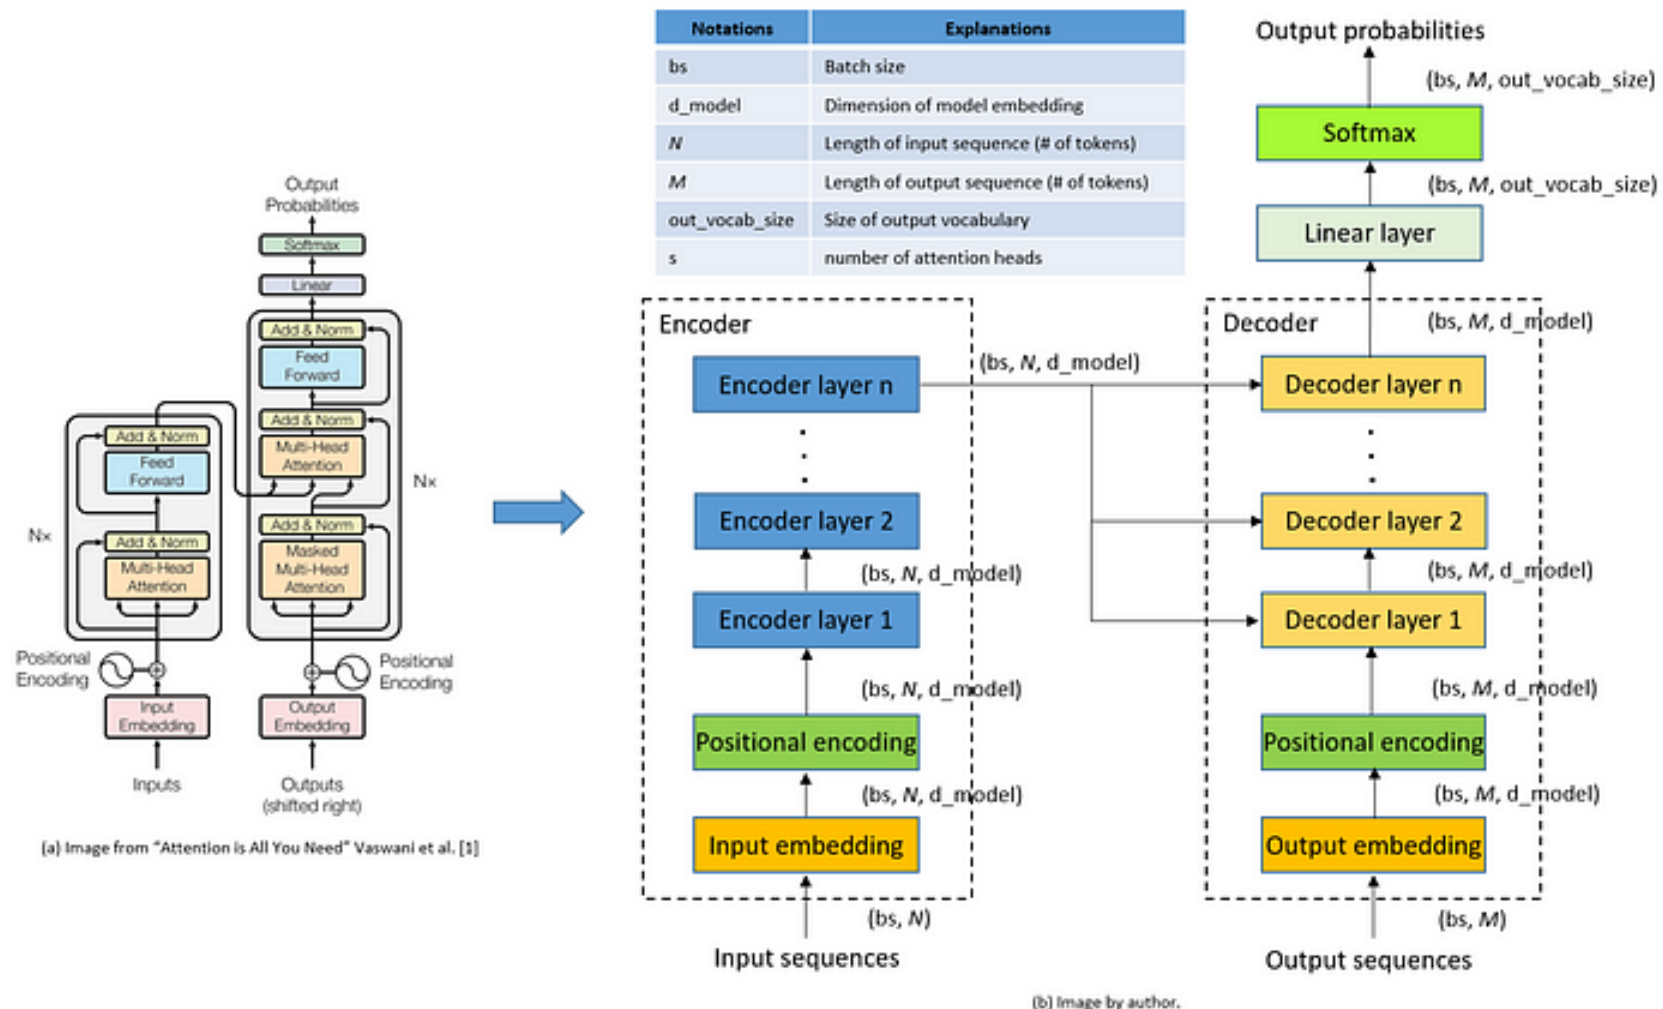 Notations Explanations
bs Batch size
d_model Dimension of model embedding
N Length of input sequence (# of tokens)
M Length of output sequence (# of tokens)
out_vocab_size Size of output vocabulary
s number of attention heads
Output
Probabilities
Softmax
Linear
Add & Norm
Feed
Forward
Add & Norm
Multi-Head
Attention
Add & Norm
Masked
Multi-Head
Attention
Nx
Add & Norm
Feed
Forward
Add & Norm
Multi-Head
Attention
Nx
Positional
Encoding
Positional
Encoding
Input
Embedding
Output
Embedding
Inputs
Outputs
(shifted right)
(a) Image from "Attention is All You Need" Vaswani et al. [1]
Encoder
Encoder layer n
(bs, N, d_model)
Encoder layer 2
(bs, N, d_model)
Encoder layer 1
(bs, N, d_model)
Positional encoding
(bs, N, d_model)
Input embedding
(bs, N)
Input sequences
Output probabilities
(bs, M, out_vocab_size)
Softmax
(bs, M, out_vocab_size)
Linear layer
(bs, M, d_model)
Decoder
Decoder layer n
Decoder layer 2
(bs, M, d_model)
Decoder layer 1
(bs, M, d_model)
Positional encoding
(bs, M, d_model)
Output embedding
(bs, M)
Output sequences
(b) Image by author.